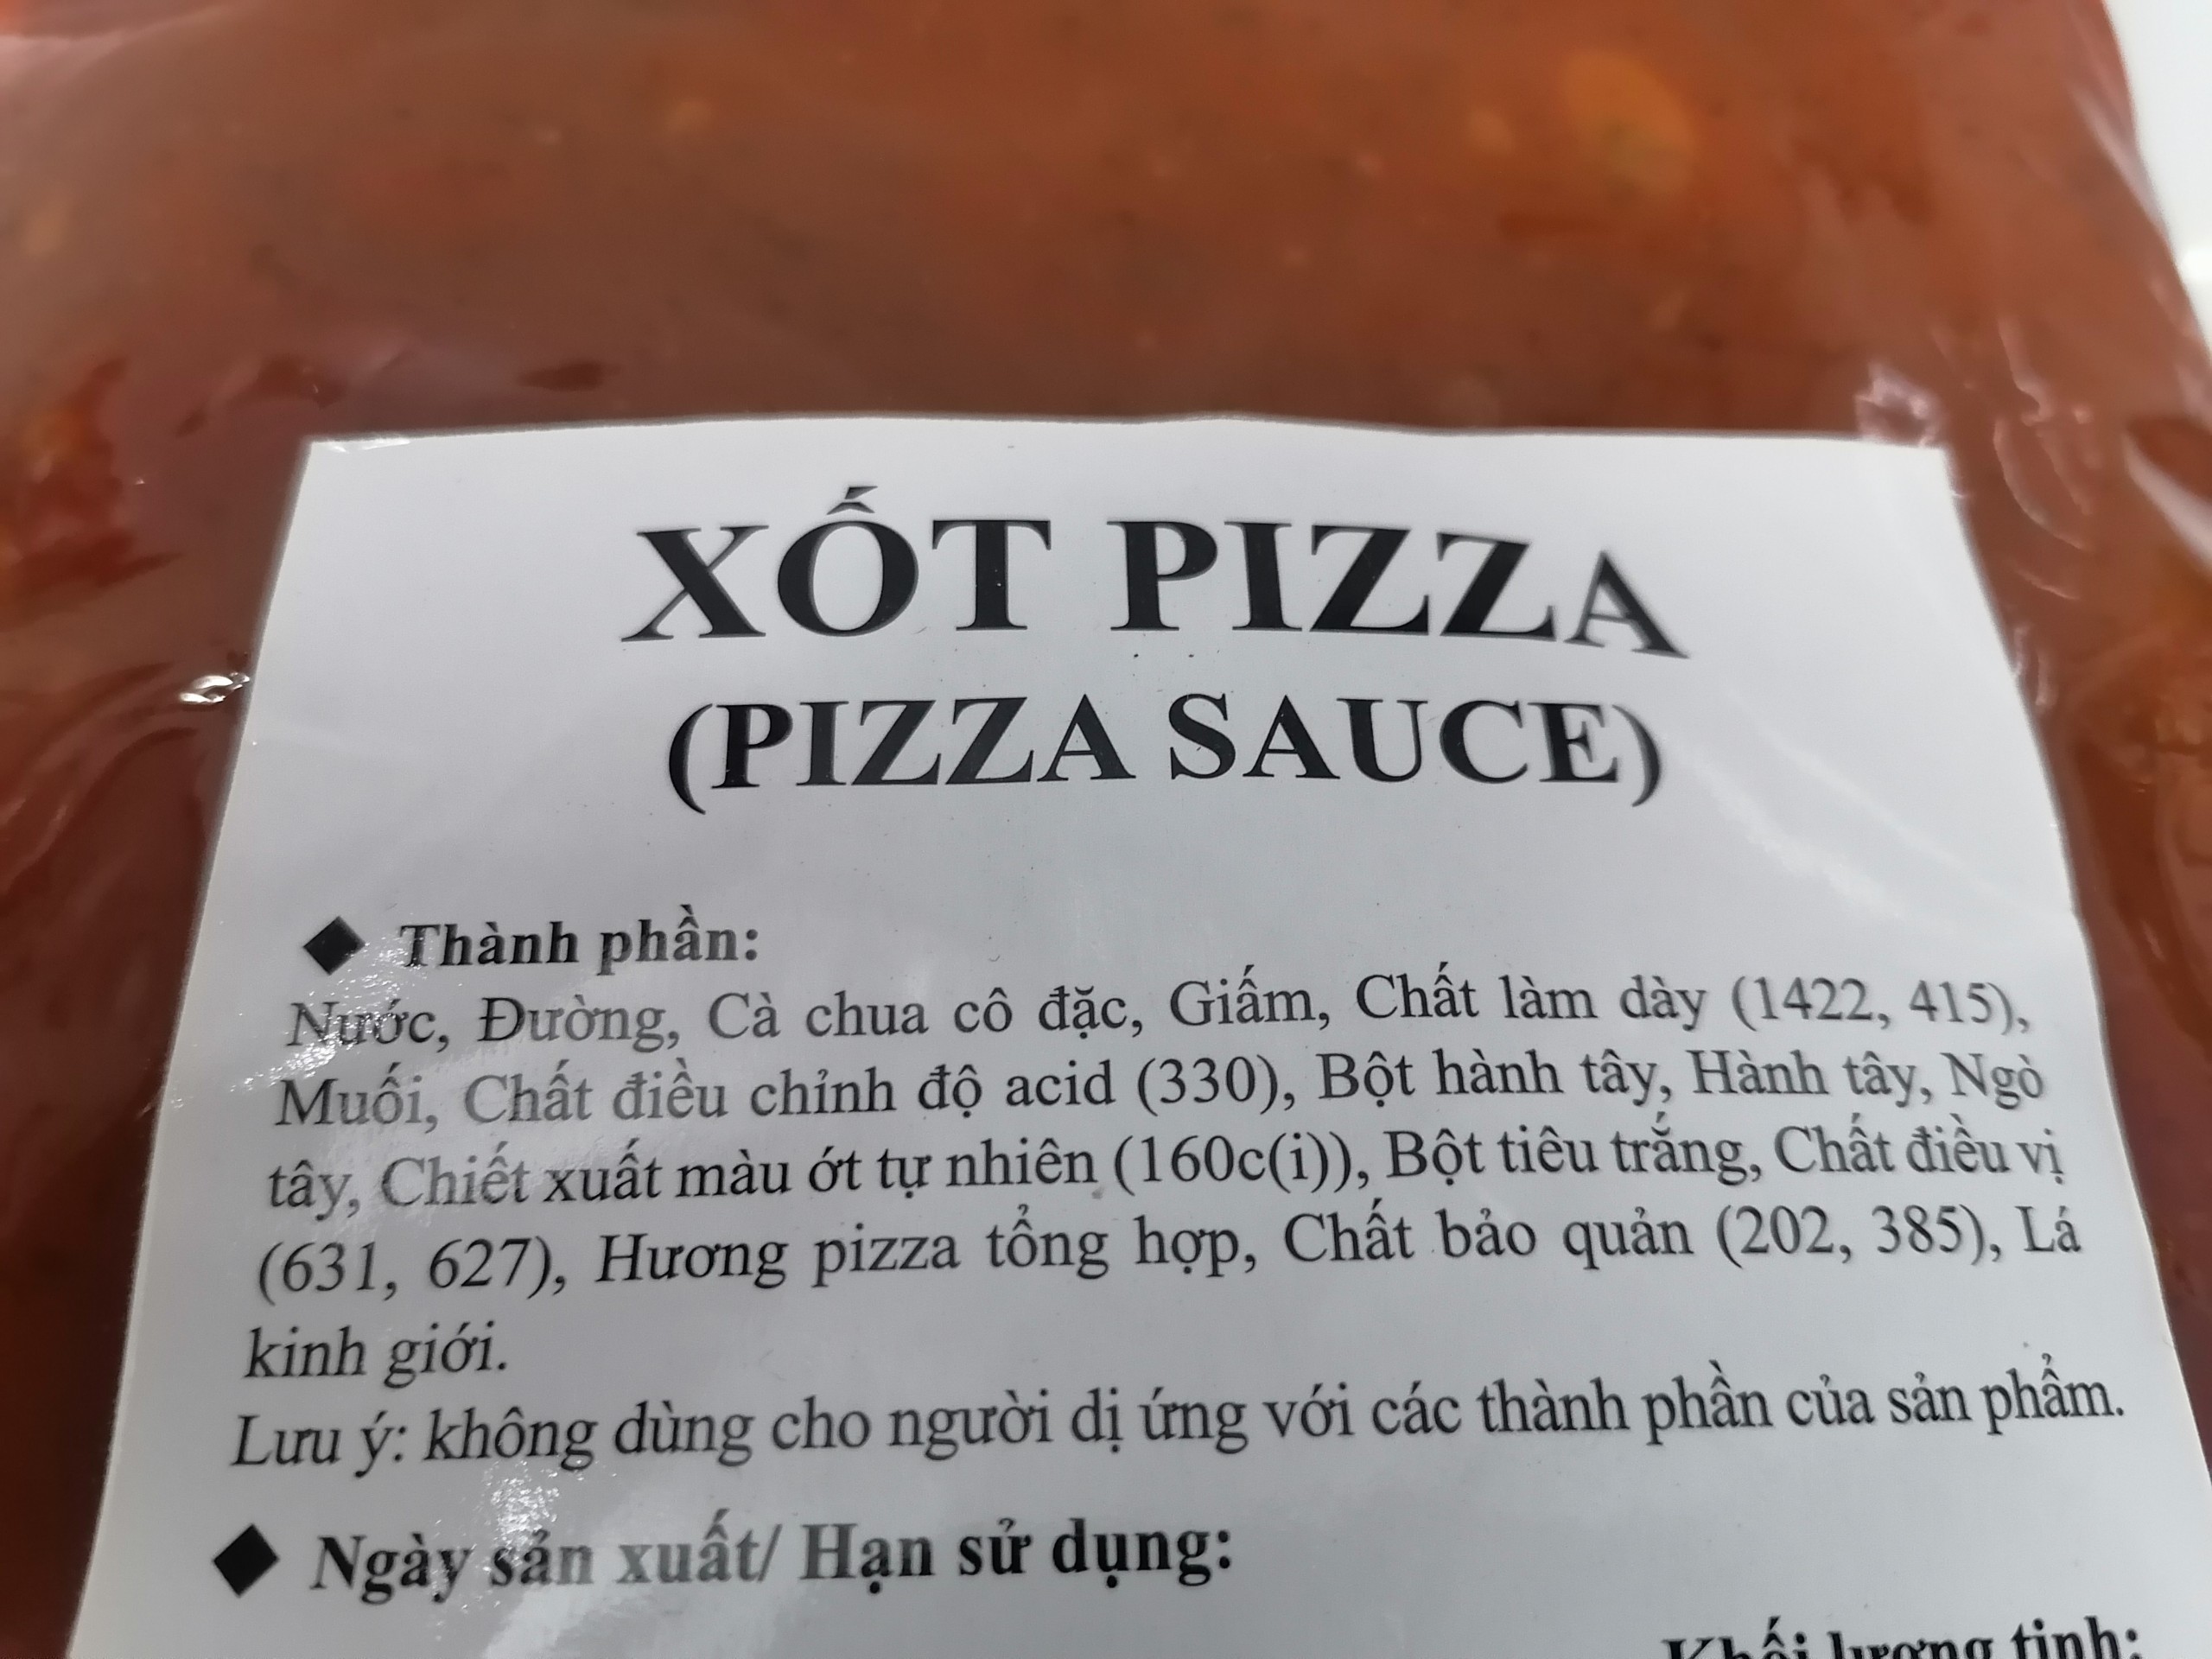 XỐT PIZZA
(PIZZA SAUCE)
◆ Thành phần:
Nước, Đường, Cà chua cô đặc, Giấm, Chất làm dày (1422, 415),
Muối, Chất điều chỉnh độ acid (330), Bột hành tây, Hành tây, Ngò
tây, Chiết xuất màu ớt tự nhiên (160c(i)), Bột tiêu trắng, Chất điều vị
(631, 627), Hương pizza tổng hợp, Chất bảo quản (202, 385), Lá
kinh giới.
Lưu ý: không dùng cho người dị ứng với các thành phần của sản phẩm.
◆ Ngày sản xuất/ Hạn sử dụng:
Khối lượng tịnh: